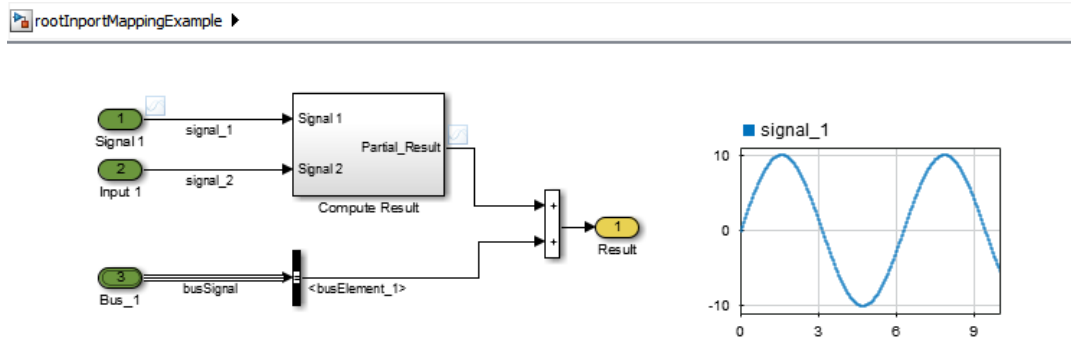 rootInportMappingExample
1
Signal 1
signal_1
Signal 1
Partial_Result
2
Input 1
signal_2
Signal 2
Compute Result
+
+
1
Result
3
Bus_1
busSignal
<busElement_1>
signal_1
10
0
-10
0
3
6
9